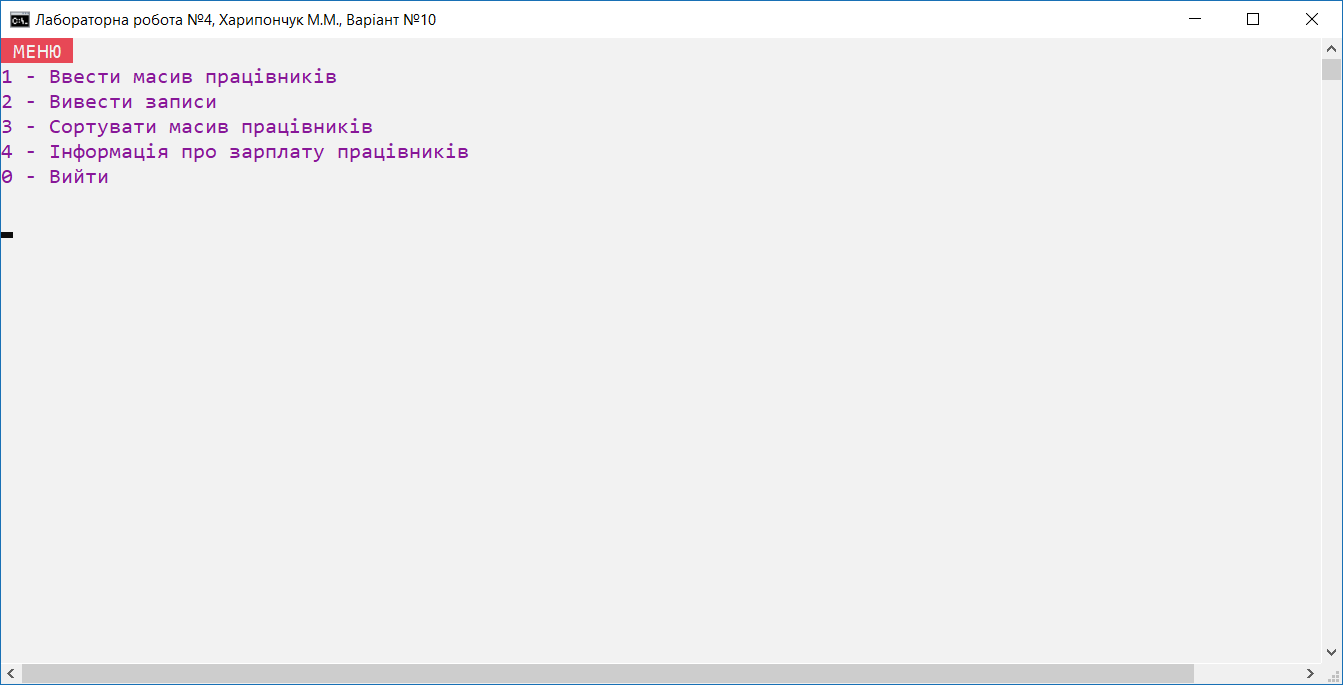 Лабораторна робота №4, Харипончук М.М., Варіант №10
МЕНЮ
1 - Ввести масив працівників
2 - Вивести записи
3 - Сортувати масив працівників
4 - Інформація про зарплату працівників
0 - Вийти